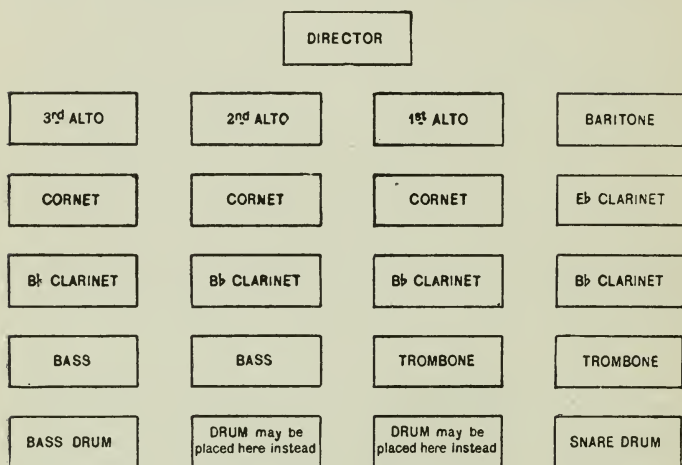 DIRECTOR
3rd ALTO 2nd ALTO 1st ALTO BARITONE
CORNET CORNET CORNET E♭ CLARINET
B♭ CLARINET B♭ CLARINET B♭ CLARINET B♭ CLARINET
BASS BASS TROMBONE TROMBONE
BASS DRUM
DRUM may be
placed here instead
DRUM may be
placed here instead
SNARE DRUM